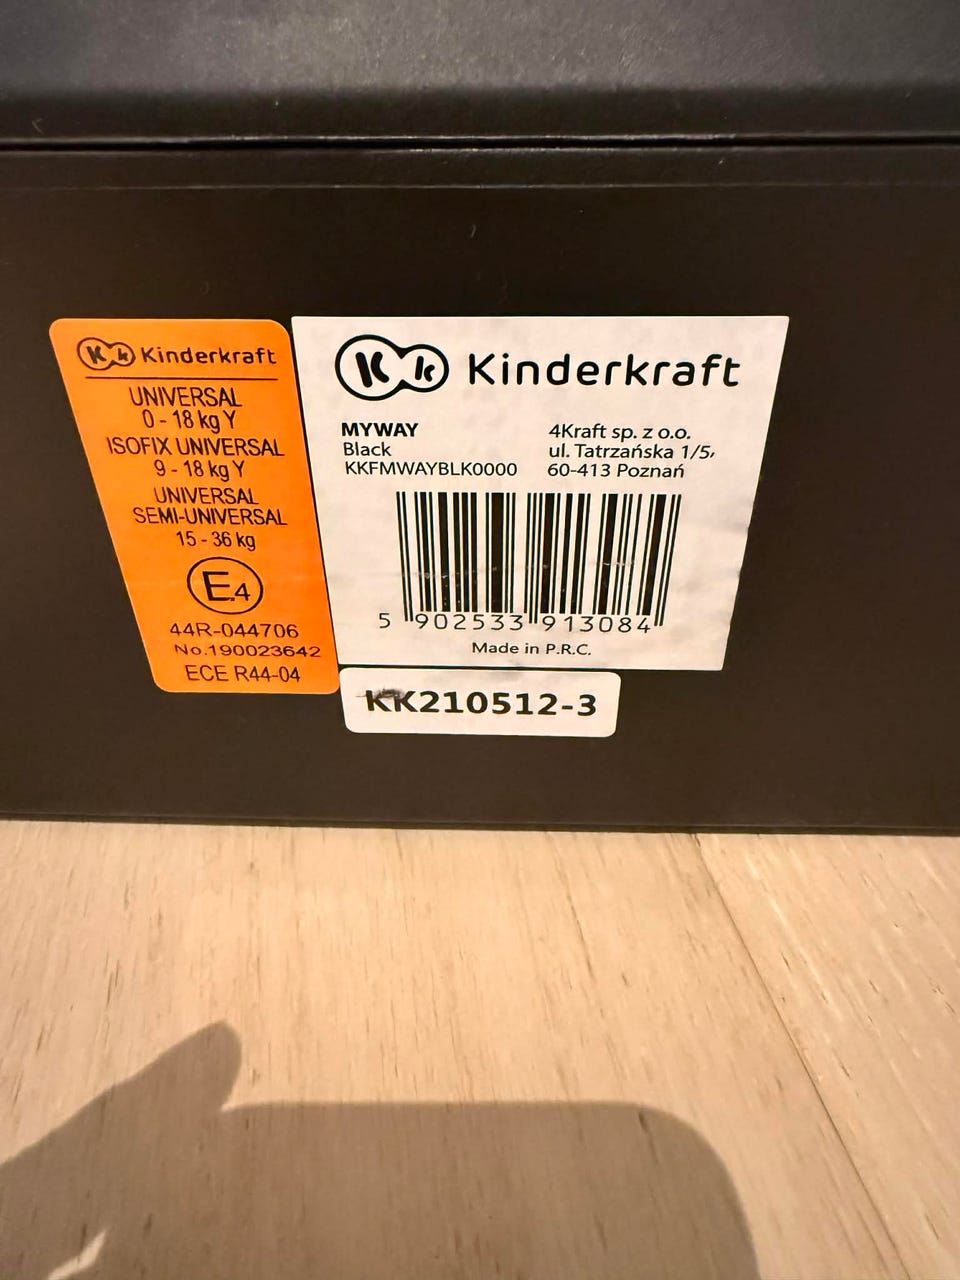 Kk Kinderkraft
UNIVERSAL
0 - 18 kg Y
ISOFIX UNIVERSAL
9 - 18 kg Y
UNIVERSAL
SEMI-UNIVERSAL
15 - 36 kg
E4
44R-044706
No.190023642
ECE R44-04
Kk Kinderkraft
MYWAY
Black
KKFMWAYBLK0000
4Kraft sp. z o.o.
ul. Tatrzańska 1/5,
60-413 Poznań
5 902533 913084
Made in P.R.C.
KK210512-3